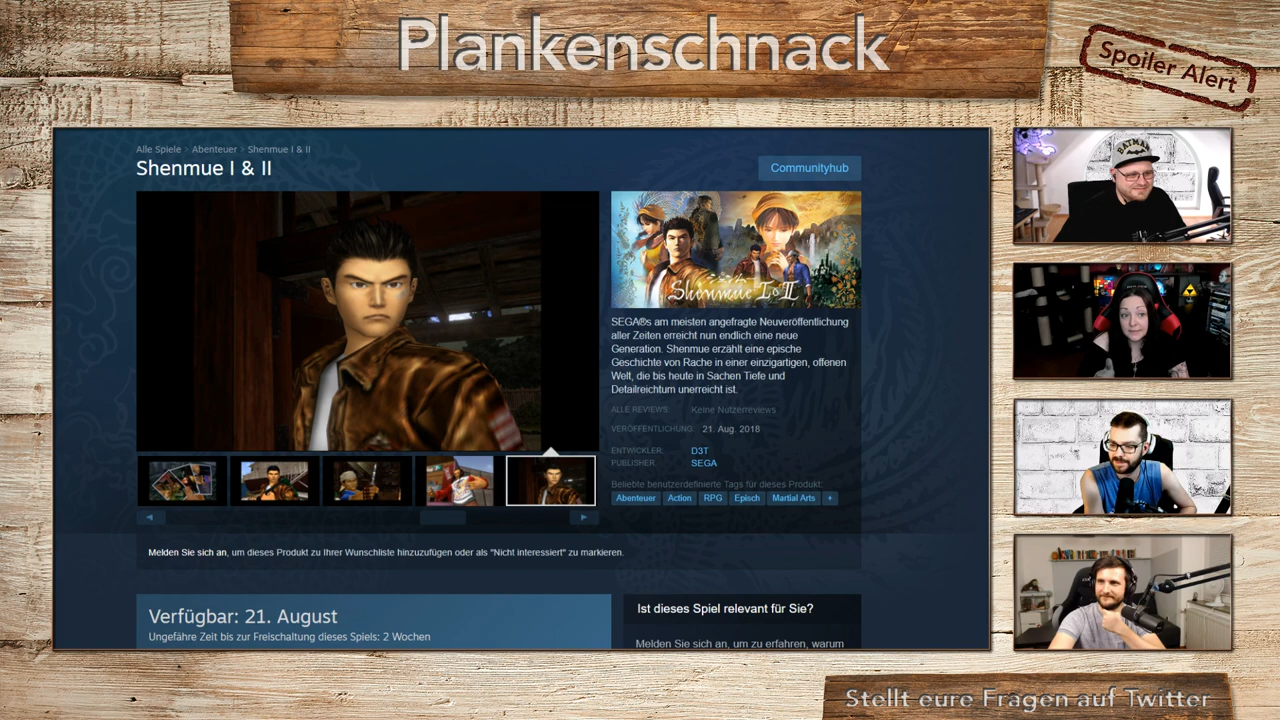 Plankenschnack
Spoiler Alert
Alle Spiele > Abenteuer > Shenmue I & II
Shenmue I & II
Communityhub
Shenmue I & II
SEGA®s am meisten angefragte Neuveröffentlichung
aller Zeiten erreicht nun endlich eine neue
Generation. Shenmue erzählt eine epische
Geschichte von Rache in einer einzigartigen, offenen
Welt, die bis heute in Sachen Tiefe und
Detailreichtum unerreicht ist.
ALLE REVIEWS: Keine Nutzerreviews
VERÖFFENTLICHUNG: 21. Aug. 2018
ENTWICKLER: D3T
PUBLISHER: SEGA
Beliebte benutzerdefinierte Tags für dieses Produkt:
Abenteuer Action RPG Episch Martial Arts +
Melden Sie sich an, um dieses Produkt zu Ihrer Wunschliste hinzuzufügen oder als "Nicht interessiert" zu markieren.
Verfügbar: 21. August
Ungefähre Zeit bis zur Freischaltung dieses Spiels: 2 Wochen
Ist dieses Spiel relevant für Sie?
Melden Sie sich an, um zu erfahren, warum
BATMAN
Stellt eure Fragen auf Twitter